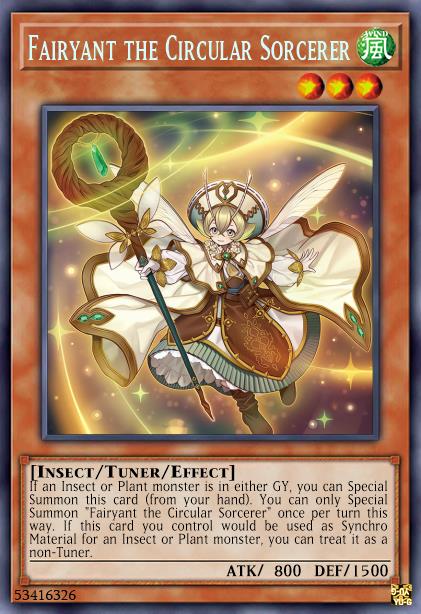 Fairyant the Circular Sorcerer
WIND
風
[Insect/Tuner/Effect]
If an Insect or Plant monster is in either GY, you can Special
Summon this card (from your hand). You can only Special
Summon "Fairyant the Circular Sorcerer" once per turn this
way. If this card you control would be used as Synchro
Material for an Insect or Plant monster, you can treat it as a
non-Tuner.
ATK/ 800 DEF/1500
53416326